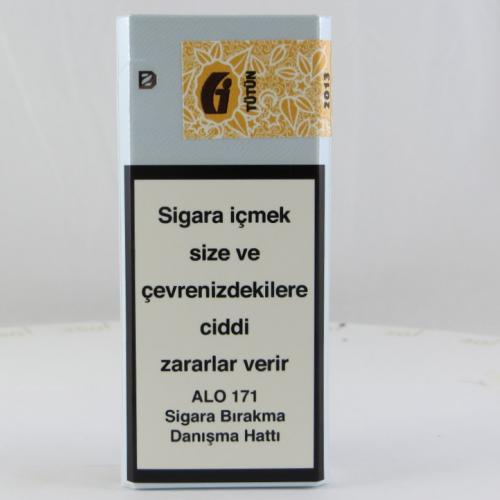 TÜTÜN
2013
Sigara içmek
size ve
çevrenizdekilere
ciddi
zararlar verir
ALO 171
Sigara Bırakma
Danışma Hattı